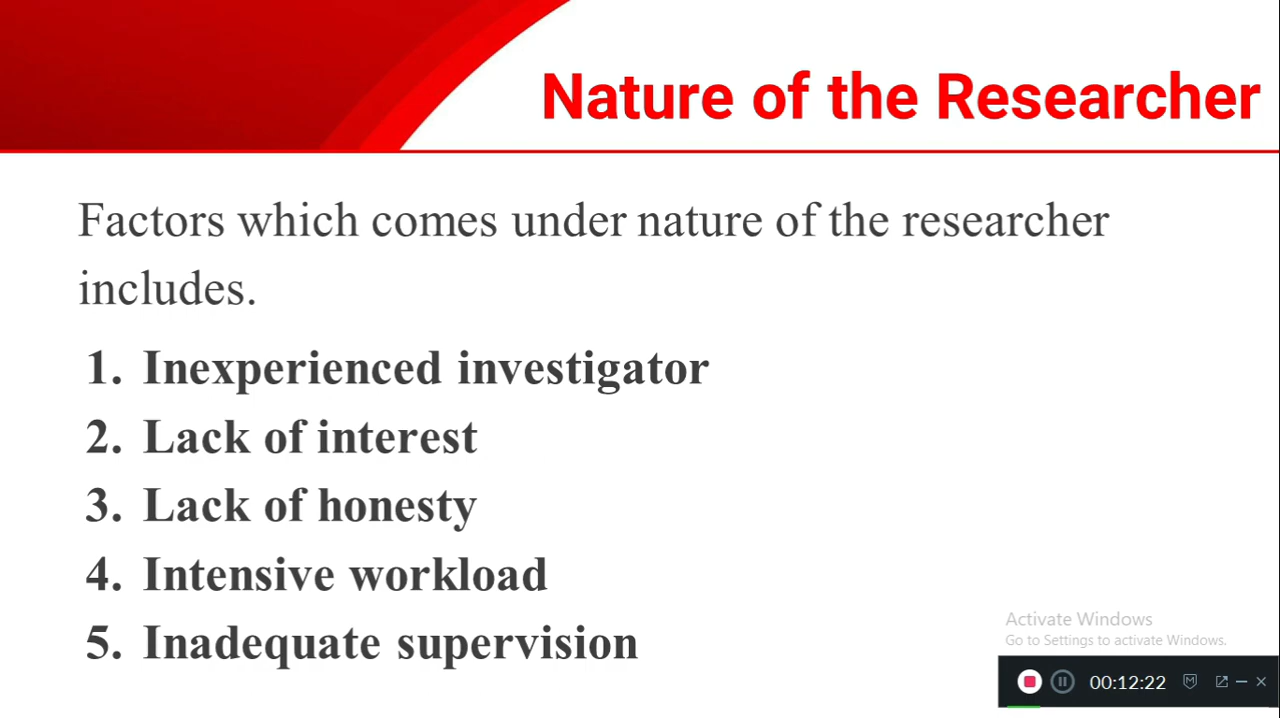 Nature of the Researcher
Factors which comes under nature of the researcher
includes.
1. Inexperienced investigator
2. Lack of interest
3. Lack of honesty
4. Intensive workload
5. Inadequate supervision
Activate Windows
Go to Settings to activate Windows.
00:12:22